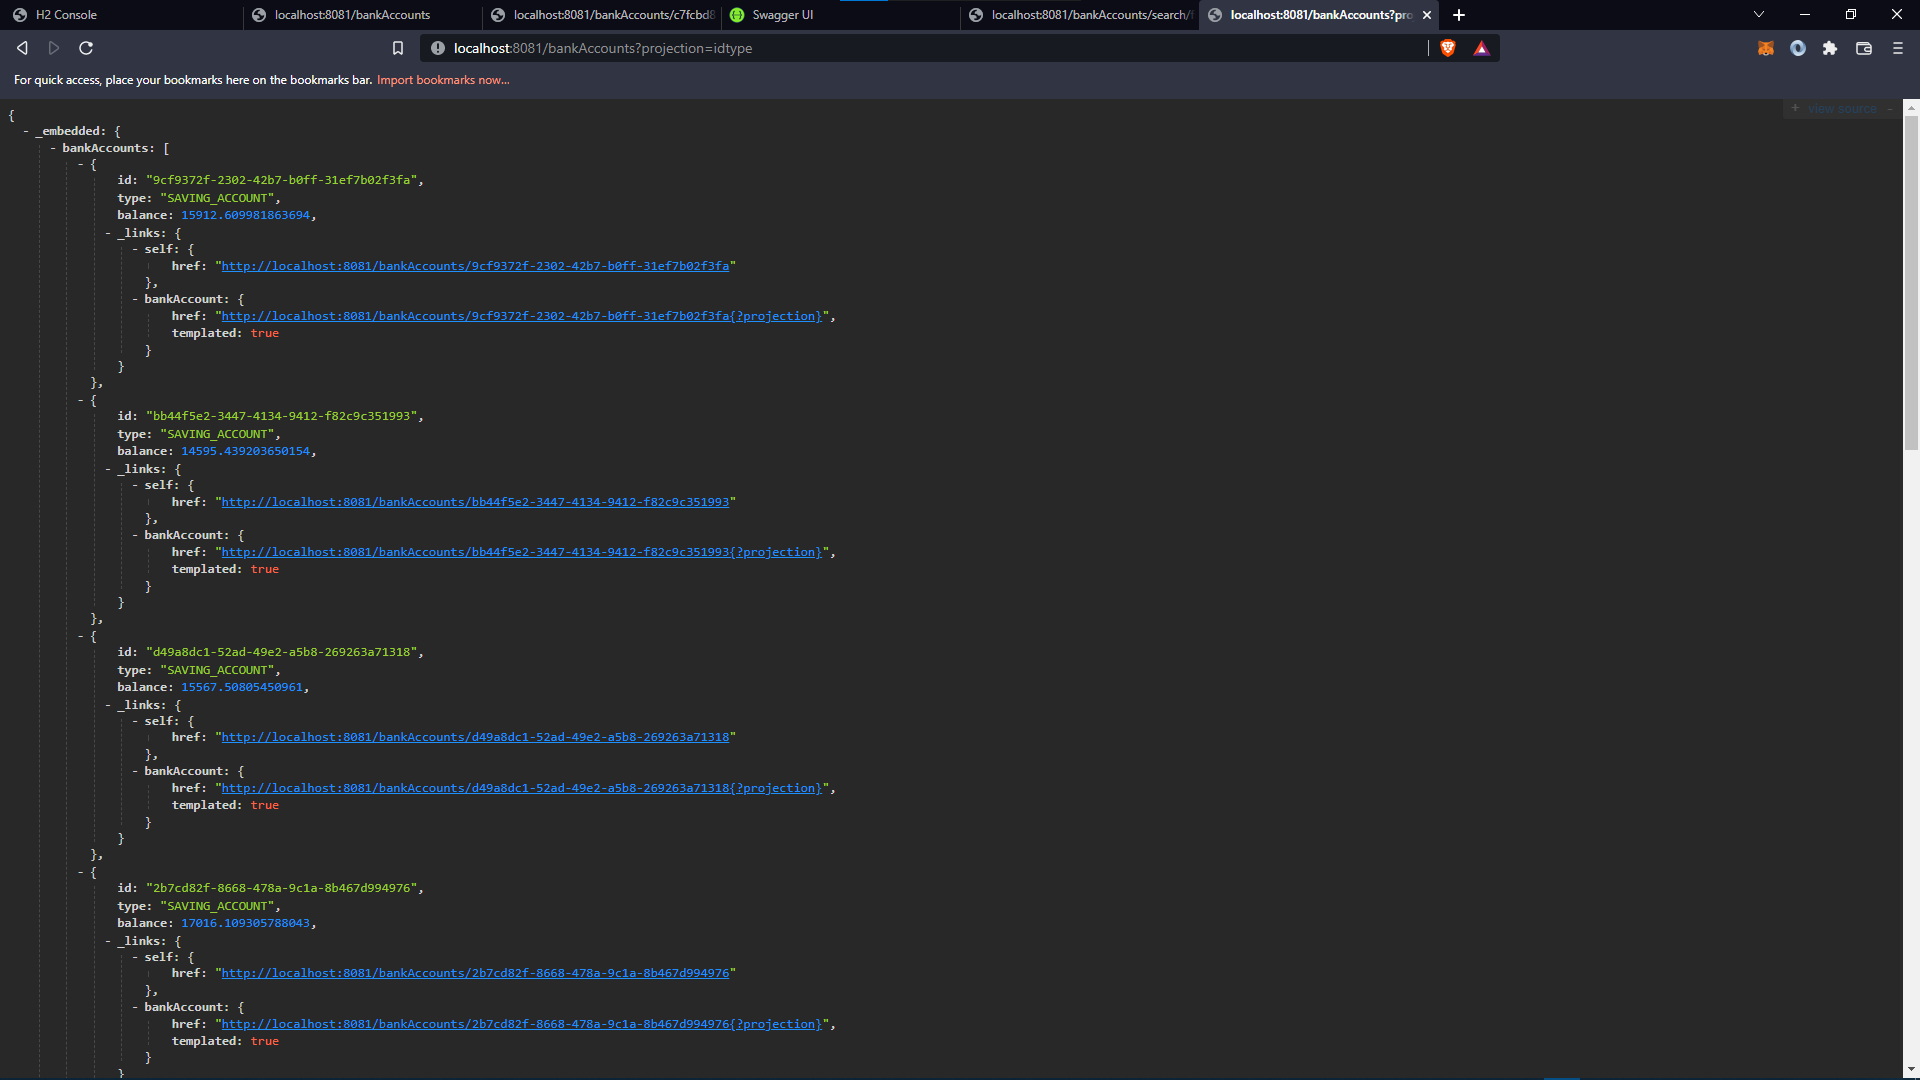 H2 Console
localhost:8081/bankAccounts
localhost:8081/bankAccounts/c7fcbd8
Swagger UI
localhost:8081/bankAccounts/search/f
localhost:8081/bankAccounts?pro
localhost:8081/bankAccounts?projection=idtype
For quick access, place your bookmarks here on the bookmarks bar. Import bookmarks now...
+ view source -
{
- _embedded: {
- bankAccounts: [
- {
id: "9cf9372f-2302-42b7-b0ff-31ef7b02f3fa",
type: "SAVING_ACCOUNT",
balance: 15912.609981863694,
- _links: {
- self: {
href: "http://localhost:8081/bankAccounts/9cf9372f-2302-42b7-b0ff-31ef7b02f3fa"
},
- bankAccount: {
href: "http://localhost:8081/bankAccounts/9cf9372f-2302-42b7-b0ff-31ef7b02f3fa{?projection}",
templated: true
}
}
},
- {
id: "bb44f5e2-3447-4134-9412-f82c9c351993",
type: "SAVING_ACCOUNT",
balance: 14595.439203650154,
- _links: {
- self: {
href: "http://localhost:8081/bankAccounts/bb44f5e2-3447-4134-9412-f82c9c351993"
},
- bankAccount: {
href: "http://localhost:8081/bankAccounts/bb44f5e2-3447-4134-9412-f82c9c351993{?projection}",
templated: true
}
}
},
- {
id: "d49a8dc1-52ad-49e2-a5b8-269263a71318",
type: "SAVING_ACCOUNT",
balance: 15567.50805450961,
- _links: {
- self: {
href: "http://localhost:8081/bankAccounts/d49a8dc1-52ad-49e2-a5b8-269263a71318"
},
- bankAccount: {
href: "http://localhost:8081/bankAccounts/d49a8dc1-52ad-49e2-a5b8-269263a71318{?projection}",
templated: true
}
}
},
- {
id: "2b7cd82f-8668-478a-9c1a-8b467d994976",
type: "SAVING_ACCOUNT",
balance: 17016.109305788043,
- _links: {
- self: {
href: "http://localhost:8081/bankAccounts/2b7cd82f-8668-478a-9c1a-8b467d994976"
},
- bankAccount: {
href: "http://localhost:8081/bankAccounts/2b7cd82f-8668-478a-9c1a-8b467d994976{?projection}",
templated: true
}
}